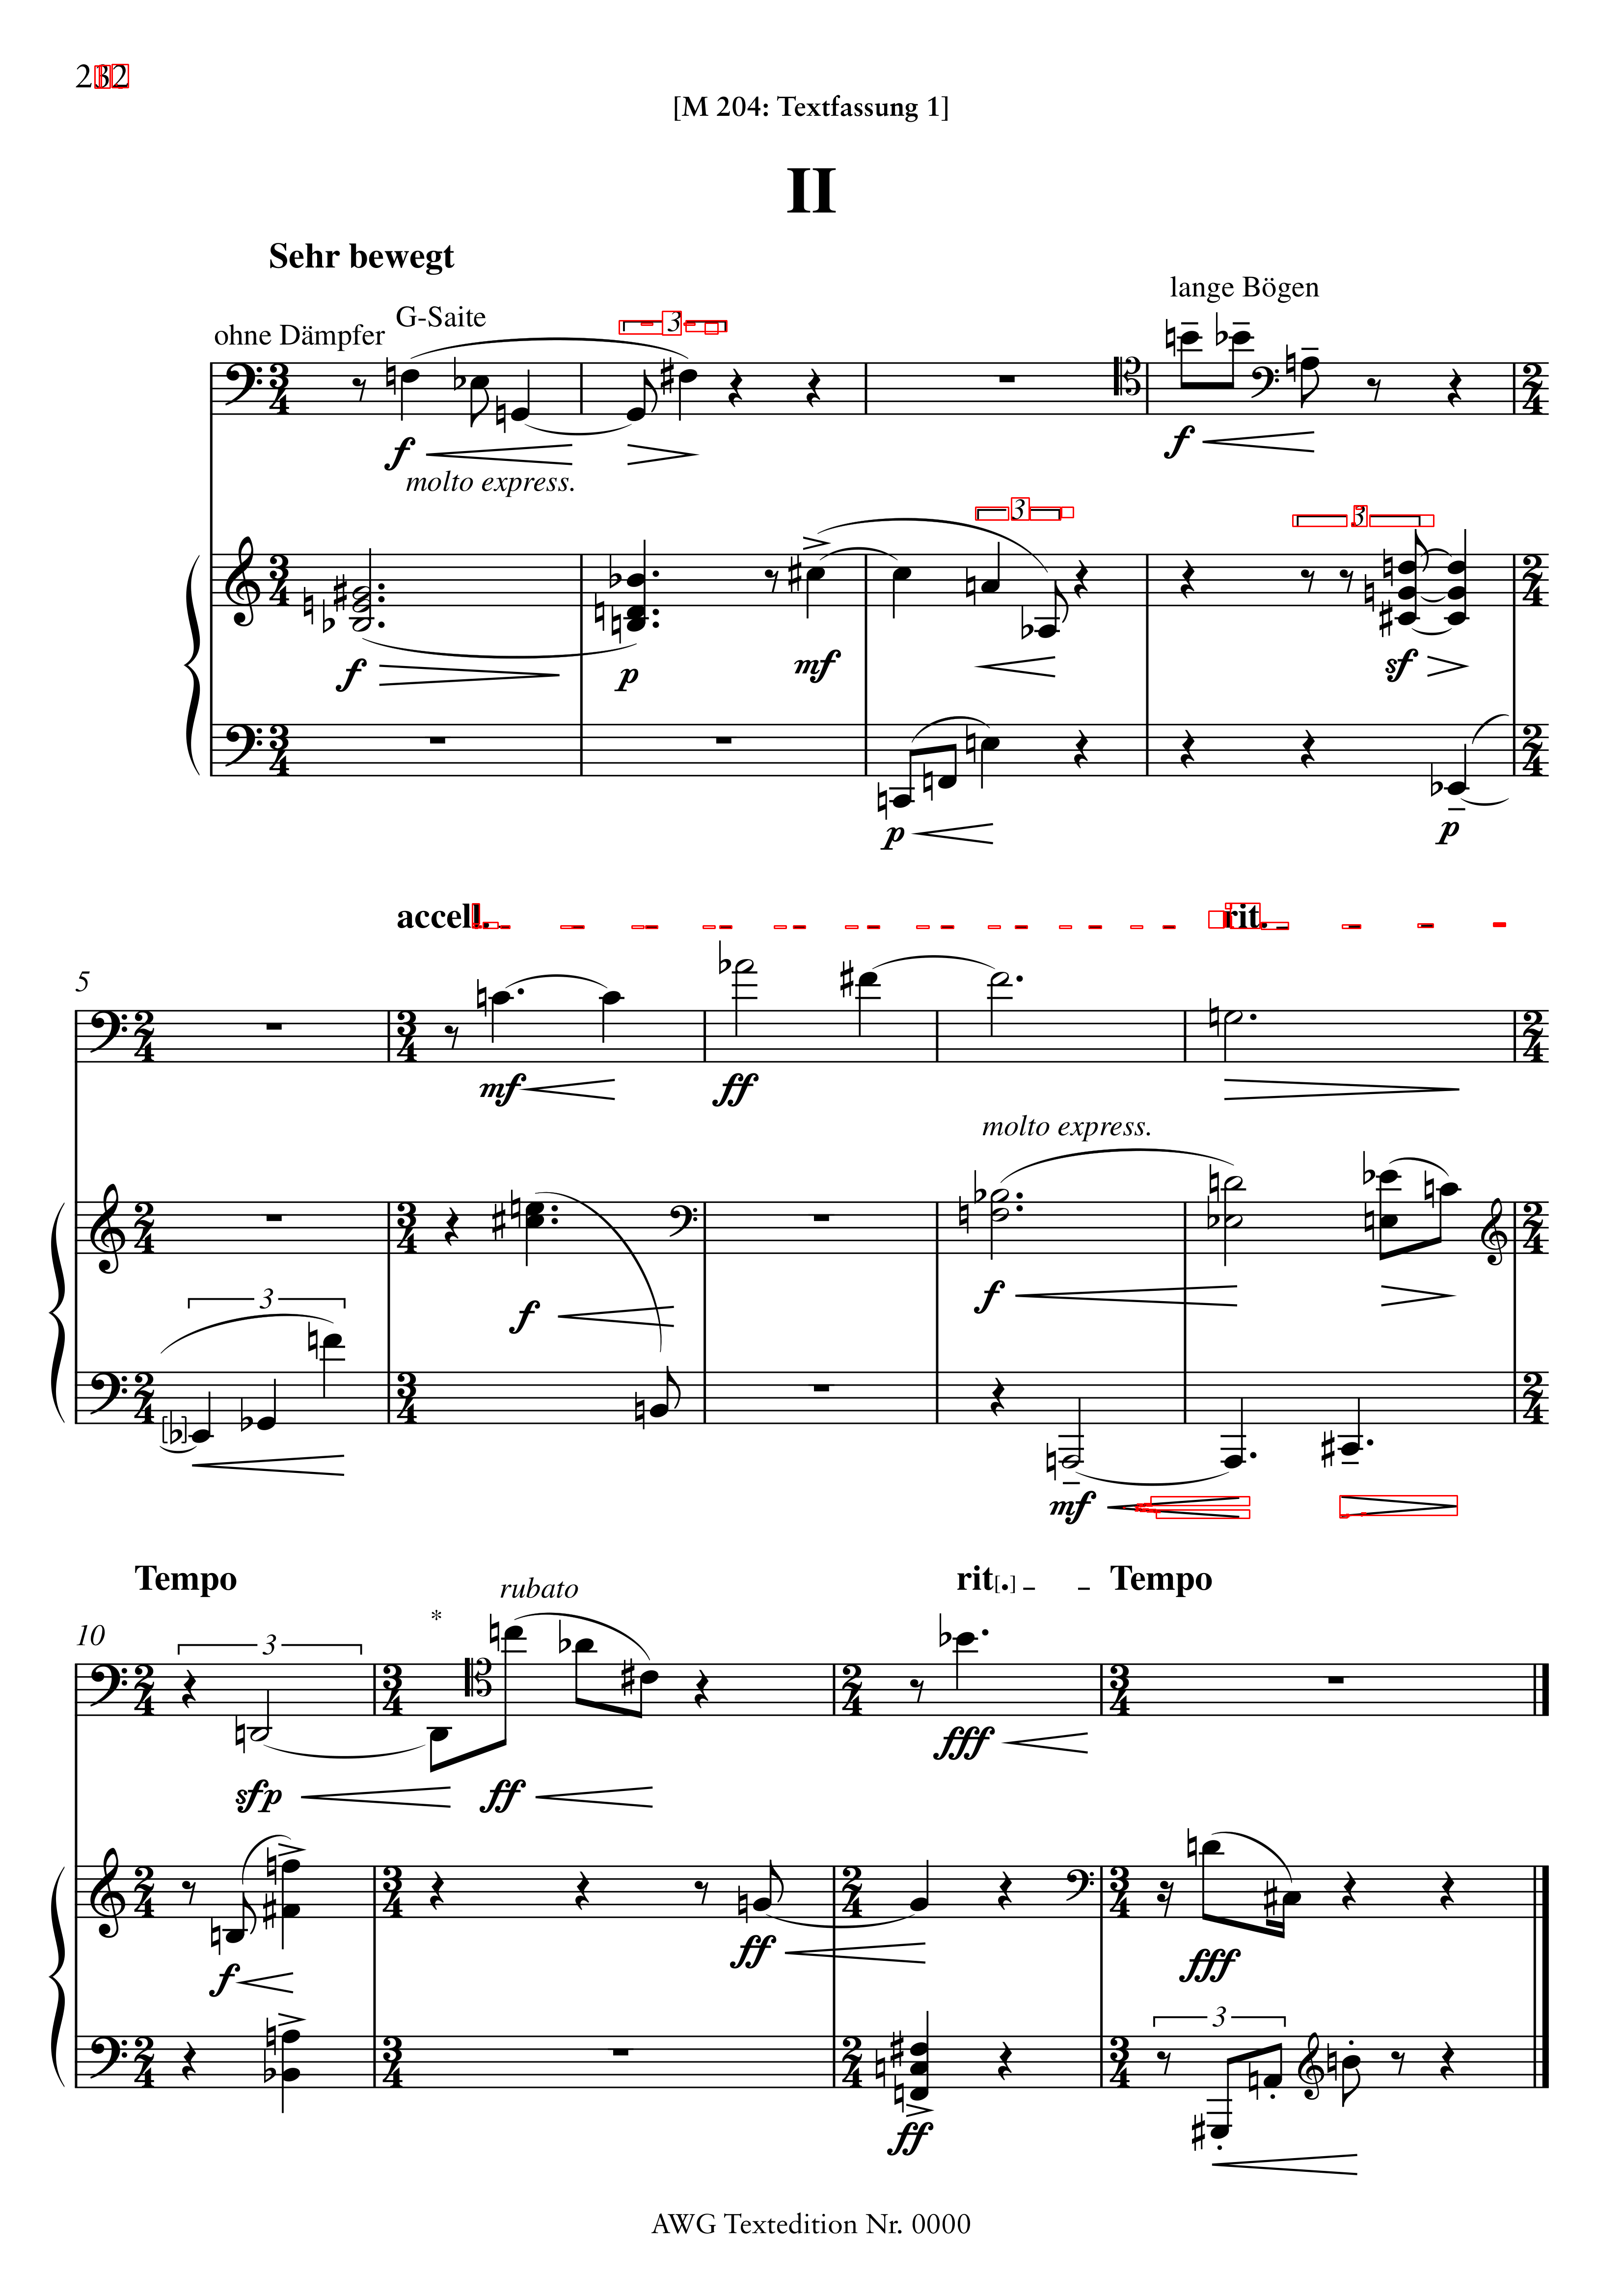 [M 204: Textfassung 1]
II
Sehr bewegt
lange Bögen
G-Saite
ohne Dämpfer
3
f
f
molto express.
3
3
f
p
mf
sf
p
p
accell.
rit.
5
mf
ff
molto express.
3
f
f
mf
Tempo
rubato
rit[.]
Tempo
10
3
*
sfp
ff
fff
f
ff
fff
3
ff
AWG Textedition Nr. 0000